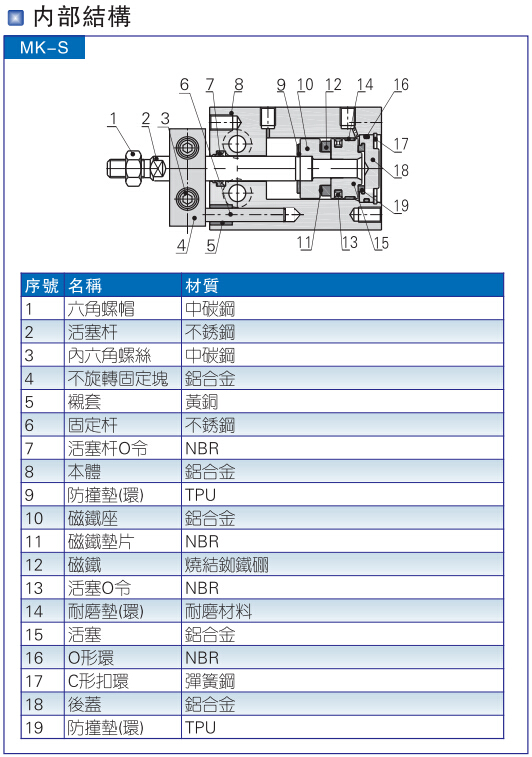 内部結構
MK-S
6 7 8 9 10 12 14 16
1 2 3
17
18
19
4 5 11 13 15
序號 名稱 材質
1 六角螺帽 中碳鋼
2 活塞杆 不銹鋼
3 內六角螺絲 中碳鋼
4 不旋轉固定塊 鋁合金
5 襯套 黃銅
6 固定杆 不銹鋼
7 活塞杆O令 NBR
8 本體 鋁合金
9 防撞墊(環) TPU
10 磁鐵座 鋁合金
11 磁鐵墊片 NBR
12 磁鐵 燒結銣鐵硼
13 活塞O令 NBR
14 耐磨墊(環) 耐磨材料
15 活塞 鋁合金
16 O形環 NBR
17 C形扣環 彈簧鋼
18 後蓋 鋁合金
19 防撞墊(環) TPU